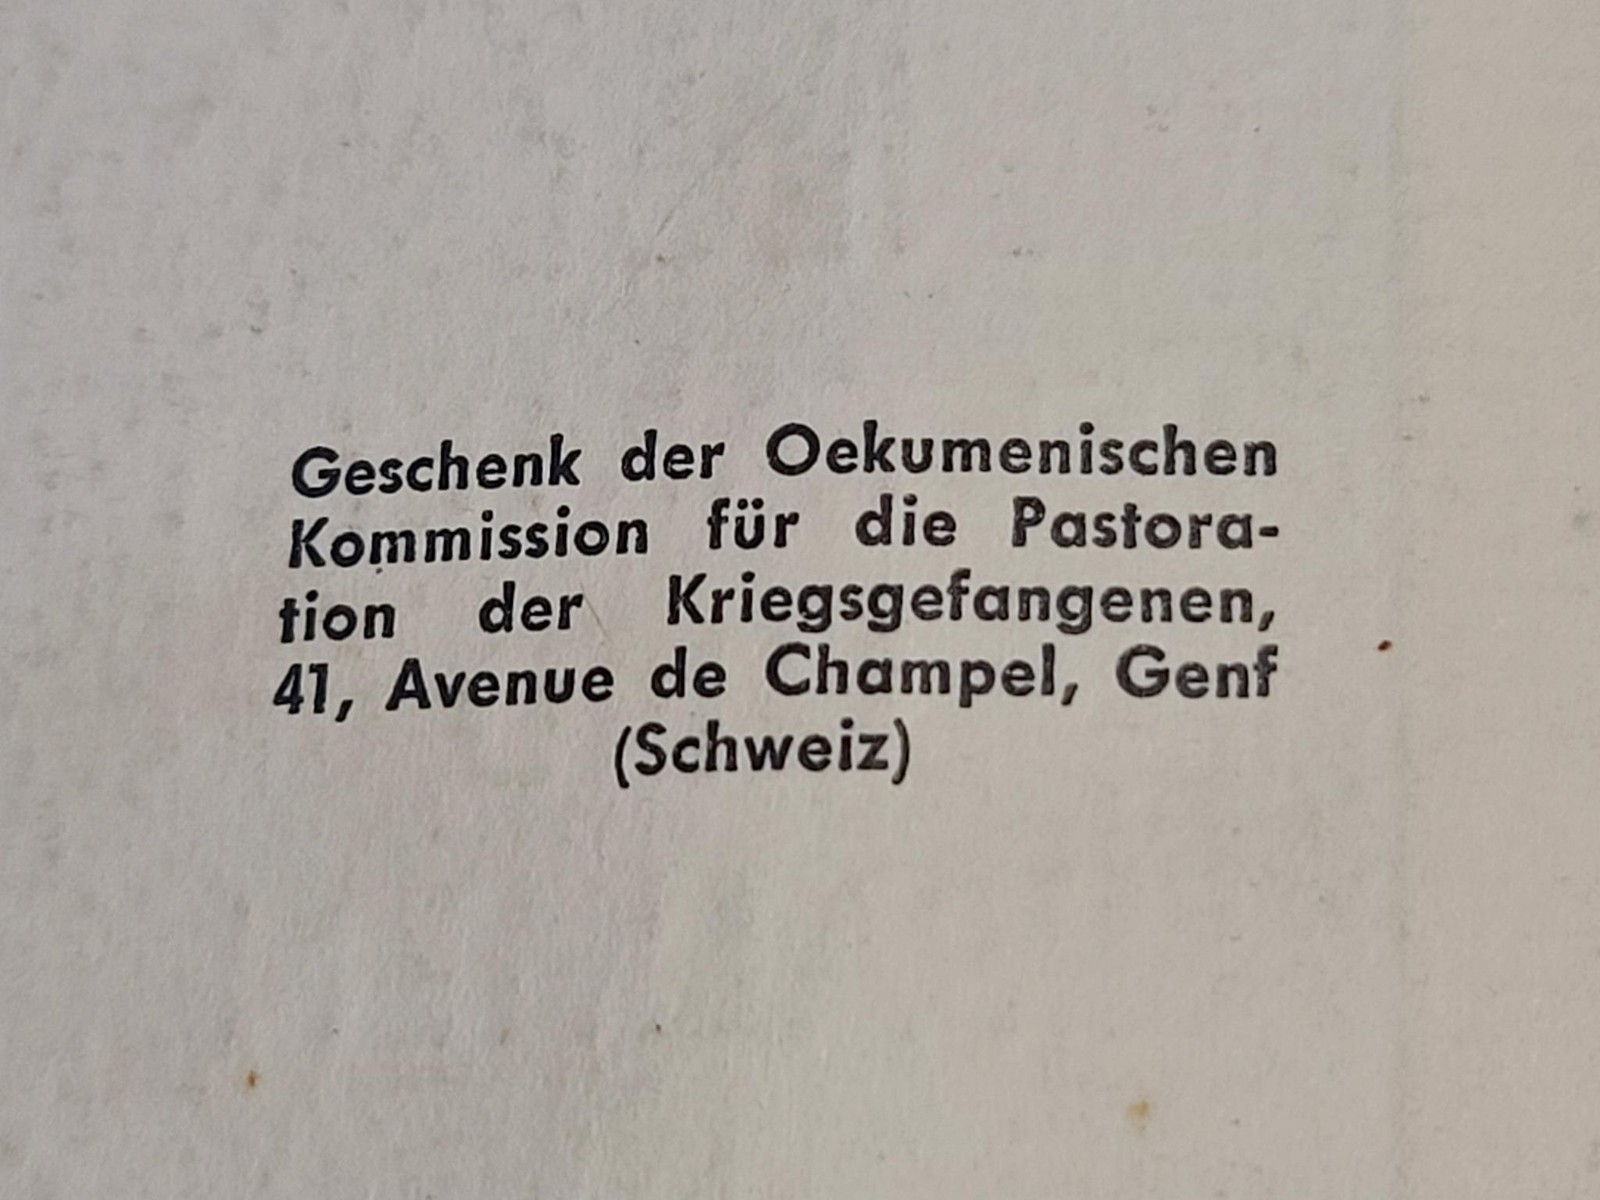 Geschenk der Oekumenischen
Kommission für die Pastora-
tion der Kriegsgefangenen,
41, Avenue de Champel, Genf
(Schweiz)